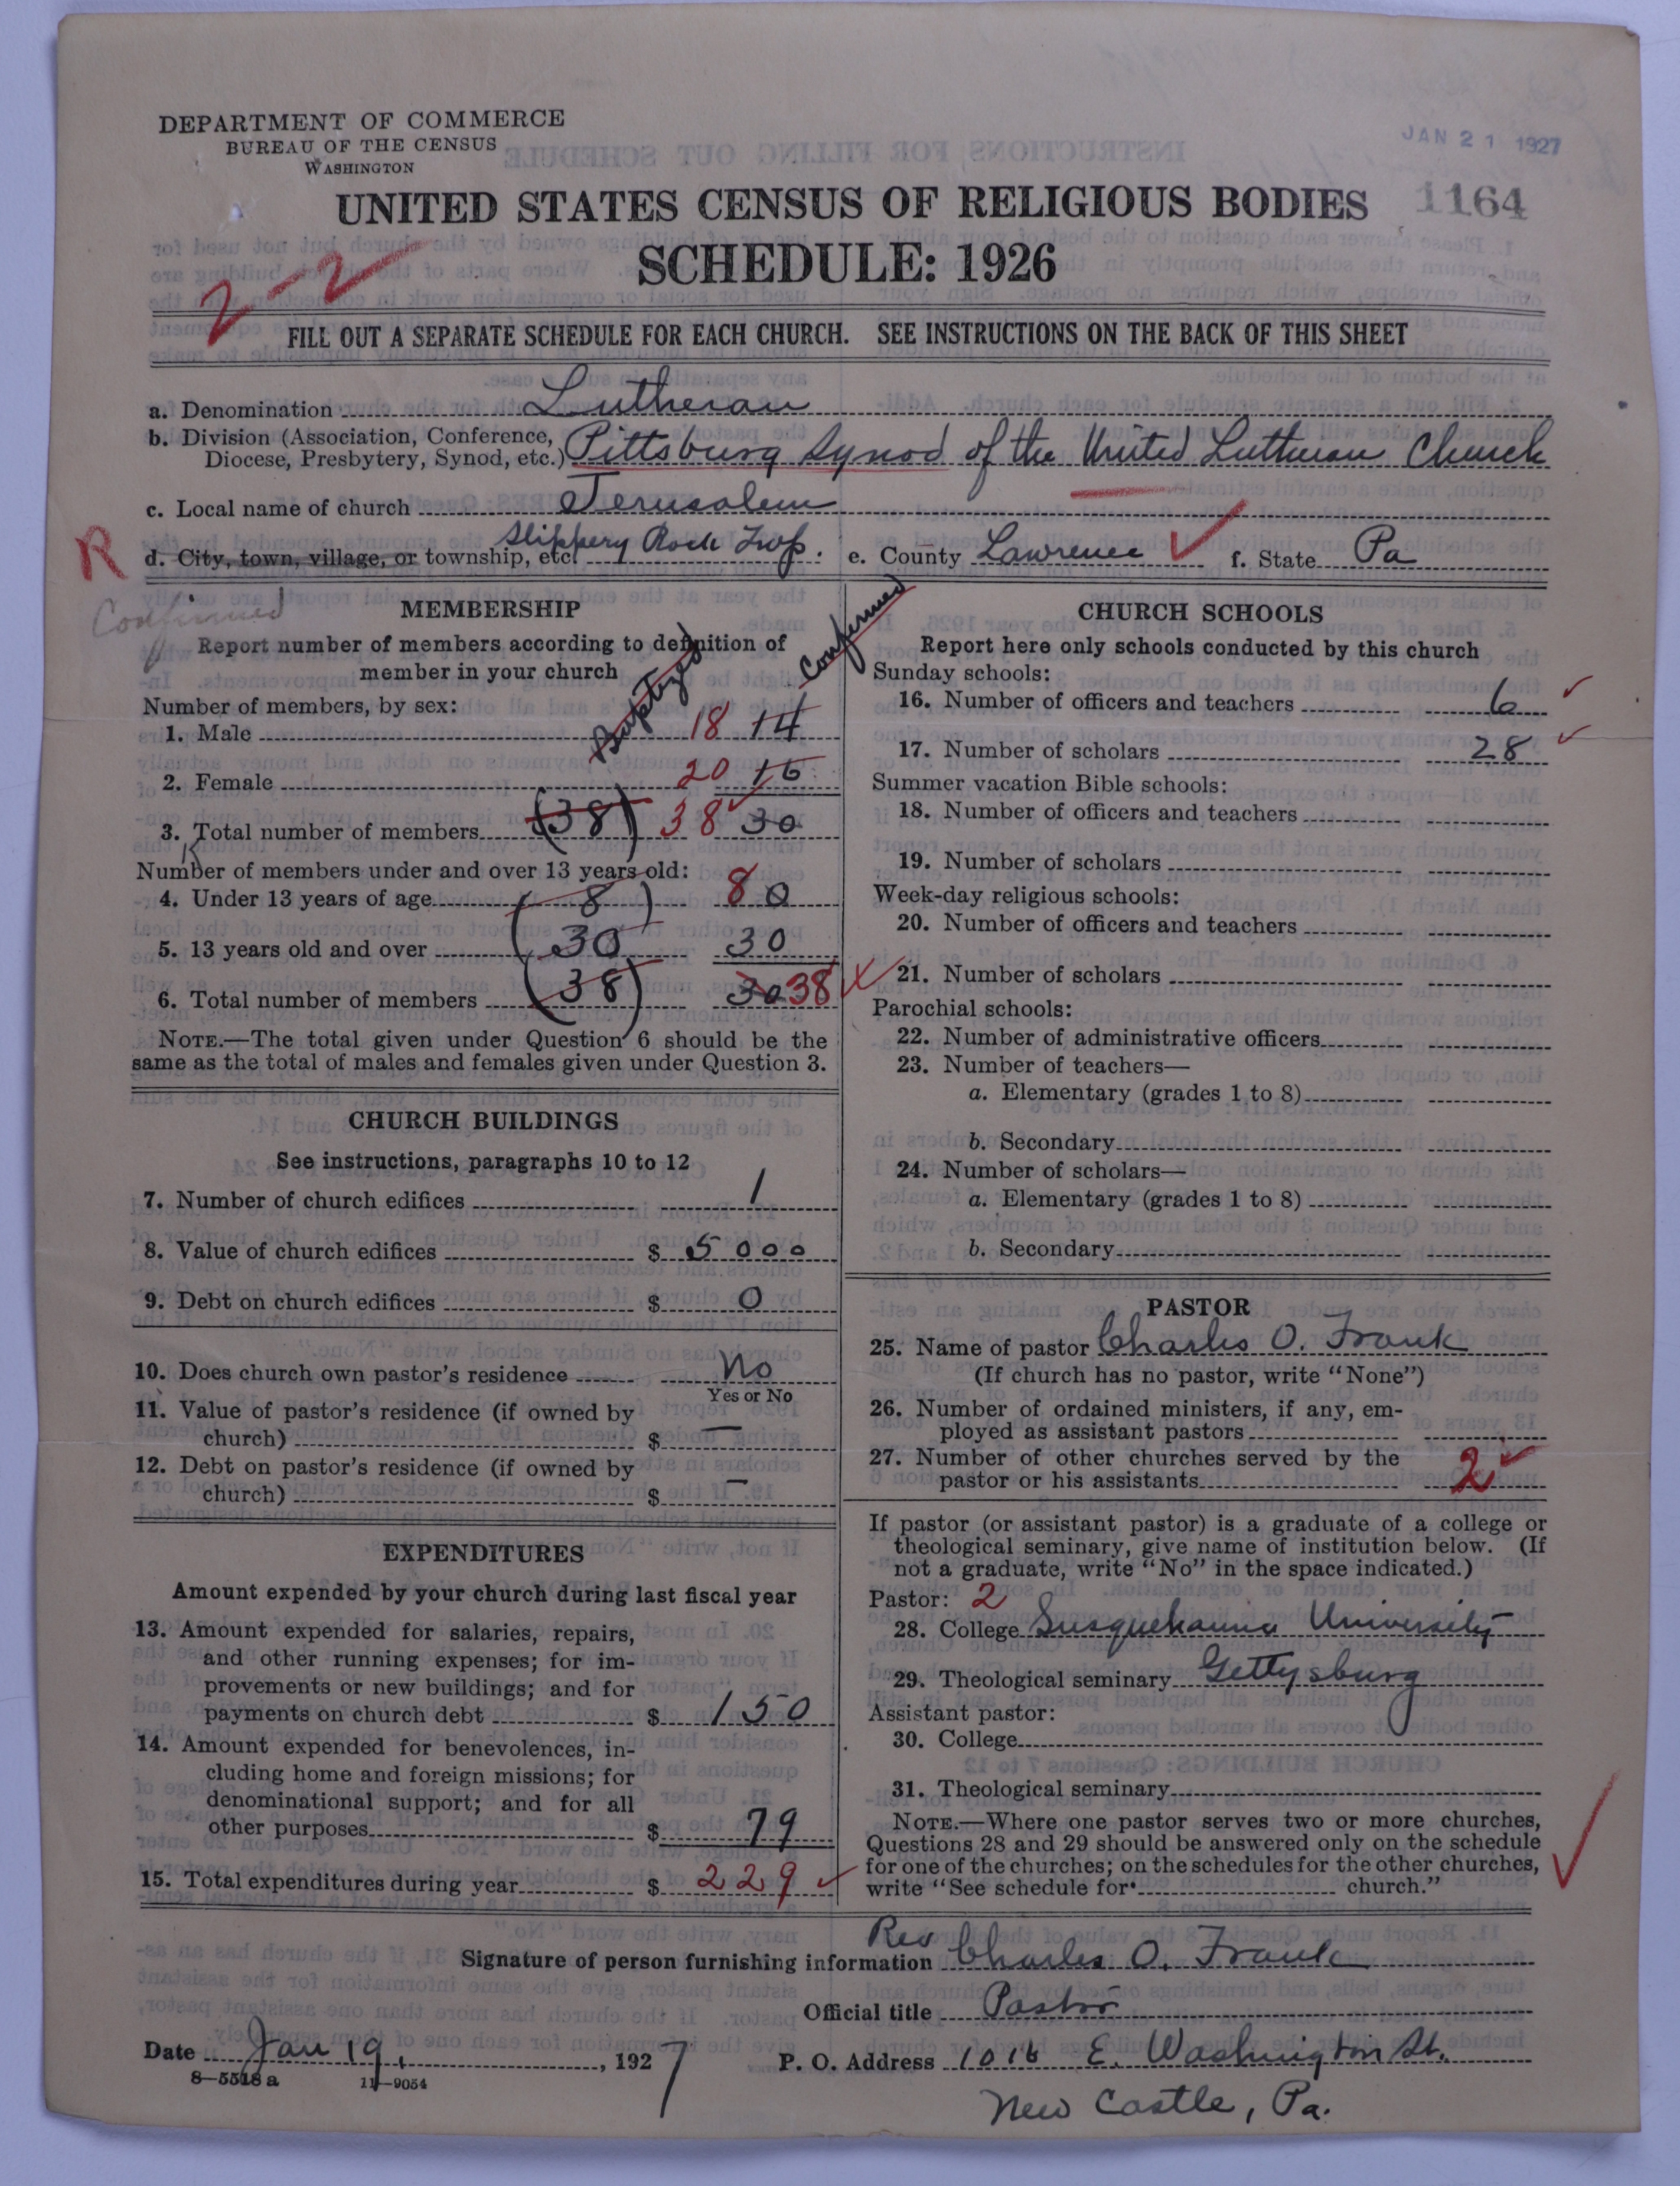 DEPARTMENT OF COMMERCE
BUREAU OF THE CENSUS
WASHINGTON
JAN 21 1927
UNITED STATES CENSUS OF RELIGIOUS BODIES
1164
SCHEDULE: 1926
2-2
FILL OUT A SEPARATE SCHEDULE FOR EACH CHURCH. SEE INSTRUCTIONS ON THE BACK OF THIS SHEET
a. Denomination Lutheran
b. Division (Association, Conference, Diocese, Presbytery, Synod, etc.) Pittsburg Synod of the United Lutheran Church
c. Local name of church Jerusalem
R
d. City, town, village, or township, etc. Slippery Rock Twp. e. County Lawrence f. State Pa
Confirmed
MEMBERSHIP
Report number of members according to definition of
member in your church
Baptized Confirmed
Number of members, by sex:
1. Male 18 14
2. Female 20 16
3. Total number of members (38) 38 30
Number of members under and over 13 years old:
4. Under 13 years of age (8) 8 0
5. 13 years old and over (30) 30
6. Total number of members (38) 30 38
NOTE.—The total given under Question 6 should be the
same as the total of males and females given under Question 3.
CHURCH BUILDINGS
See instructions, paragraphs 10 to 12
7. Number of church edifices 1
8. Value of church edifices $ 5000
9. Debt on church edifices $ 0
10. Does church own pastor's residence No
Yes or No
11. Value of pastor's residence (if owned by
church) $ —
12. Debt on pastor's residence (if owned by
church) $ —
EXPENDITURES
Amount expended by your church during last fiscal year
13. Amount expended for salaries, repairs,
and other running expenses; for im-
provements or new buildings; and for
payments on church debt $ 150
14. Amount expended for benevolences, in-
cluding home and foreign missions; for
denominational support; and for all
other purposes $ 79
15. Total expenditures during year $ 229
CHURCH SCHOOLS
Report here only schools conducted by this church
Sunday schools:
16. Number of officers and teachers 6
17. Number of scholars 28
Summer vacation Bible schools:
18. Number of officers and teachers
19. Number of scholars
Week-day religious schools:
20. Number of officers and teachers
21. Number of scholars
Parochial schools:
22. Number of administrative officers
23. Number of teachers—
a. Elementary (grades 1 to 8)
b. Secondary
24. Number of scholars—
a. Elementary (grades 1 to 8)
b. Secondary
PASTOR
25. Name of pastor Charles O. Frank
(If church has no pastor, write "None")
26. Number of ordained ministers, if any, em-
ployed as assistant pastors
27. Number of other churches served by the
pastor or his assistants 2
If pastor (or assistant pastor) is a graduate of a college or
theological seminary, give name of institution below. (If
not a graduate, write "No" in the space indicated.)
Pastor: 2
28. College Susquehanna University
29. Theological seminary Gettysburg
Assistant pastor:
30. College
31. Theological seminary
NOTE.—Where one pastor serves two or more churches,
Questions 28 and 29 should be answered only on the schedule
for one of the churches; on the schedules for the other churches,
write "See schedule for church."
Signature of person furnishing information Rev Charles O. Frank
Official title Pastor
Date Jan 19, 1927 P. O. Address 1016 E. Washington St.
8—5518 a 11—9054
New Castle, Pa.